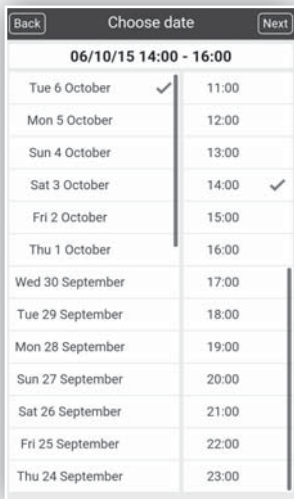 Back Choose date Next
06/10/15 14:00 - 16:00
Tue 6 October 11:00
Mon 5 October 12:00
Sun 4 October 13:00
Sat 3 October 14:00
Fri 2 October 15:00
Thu 1 October 16:00
Wed 30 September 17:00
Tue 29 September 18:00
Mon 28 September 19:00
Sun 27 September 20:00
Sat 26 September 21:00
Fri 25 September 22:00
Thu 24 September 23:00